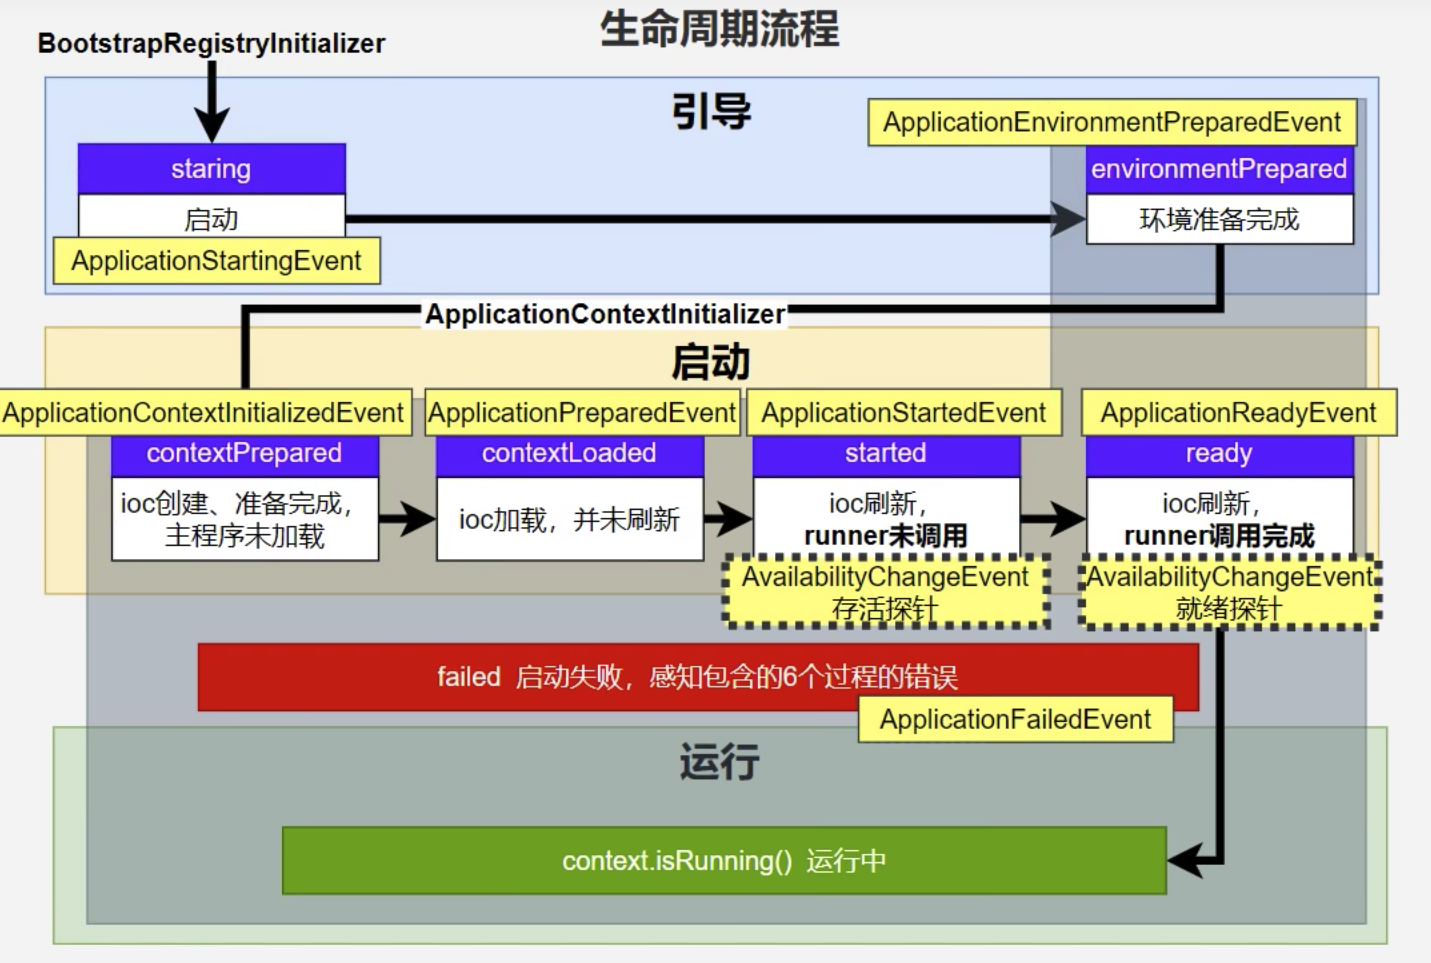 生命周期流程
BootstrapRegistryInitializer
引导
ApplicationEnvironmentPreparedEvent
staring
environmentPrepared
启动
环境准备完成
ApplicationStartingEvent
ApplicationContextInitializer
启动
ApplicationContextInitializedEvent
ApplicationPreparedEvent
ApplicationStartedEvent
ApplicationReadyEvent
contextPrepared
contextLoaded
started
ready
ioc创建、准备完成，
主程序未加载
ioc加载，并未刷新
ioc刷新，
runner未调用
ioc刷新，
runner调用完成
AvailabilityChangeEvent
存活探针
AvailabilityChangeEvent
就绪探针
failed 启动失败，感知包含的6个过程的错误
ApplicationFailedEvent
运行
context.isRunning() 运行中